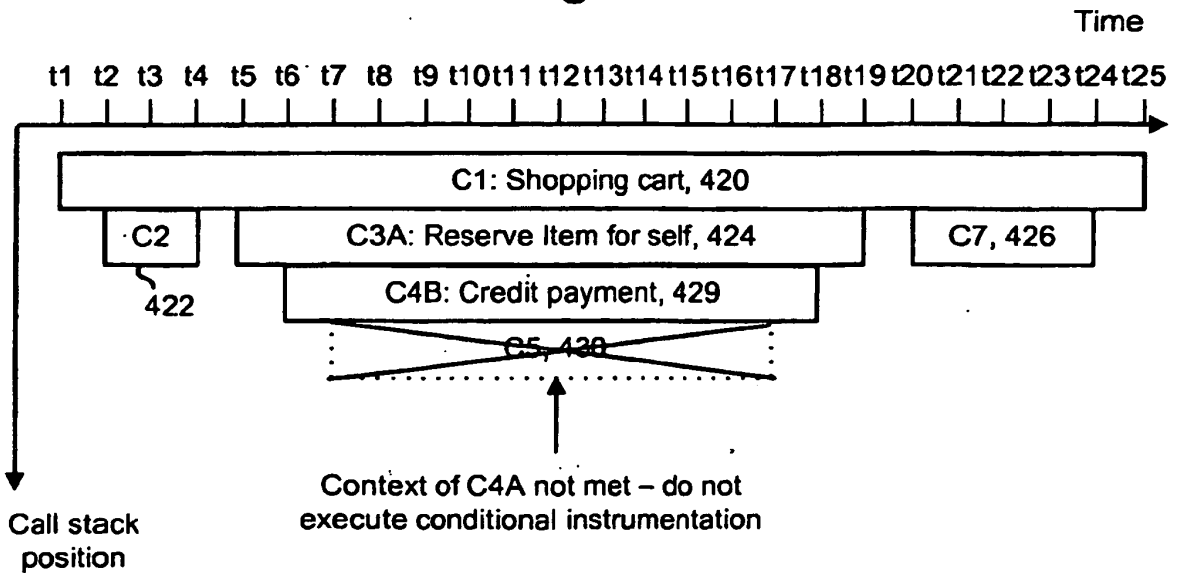 Time
t1 t2 t3 t4 t5 t6 t7 t8 t9 t10 t11 t12 t13 t14 t15 t16 t17 t18 t19 t20 t21 t22 t23 t24 t25
C1: Shopping cart, 420
C2
C3A: Reserve Item for self, 424
C7, 426
422
C4B: Credit payment, 429
C5, 430
Context of C4A not met – do not
execute conditional instrumentation
Call stack
position